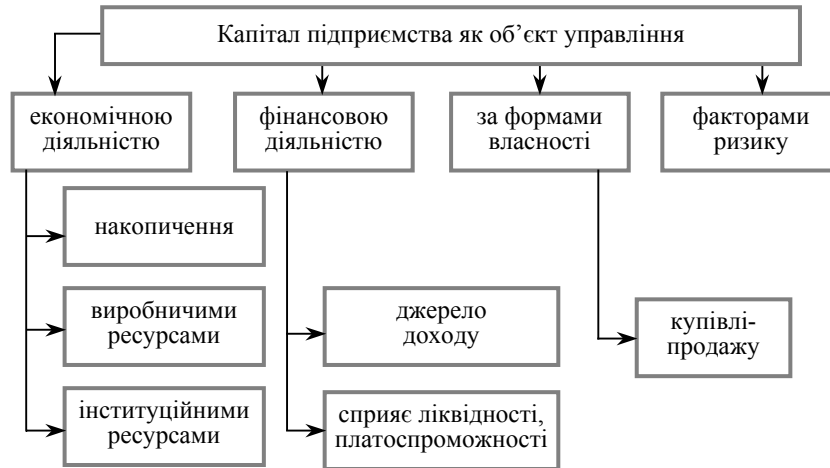 Капітал підприємства як об’єкт управління
економічною
діяльністю
фінансовою
діяльністю
за формами
власності
факторами
ризику
накопичення
виробничими
ресурсами
інституційними
ресурсами
джерело
доходу
сприяє ліквідності,
платоспроможності
купівлі-
продажу